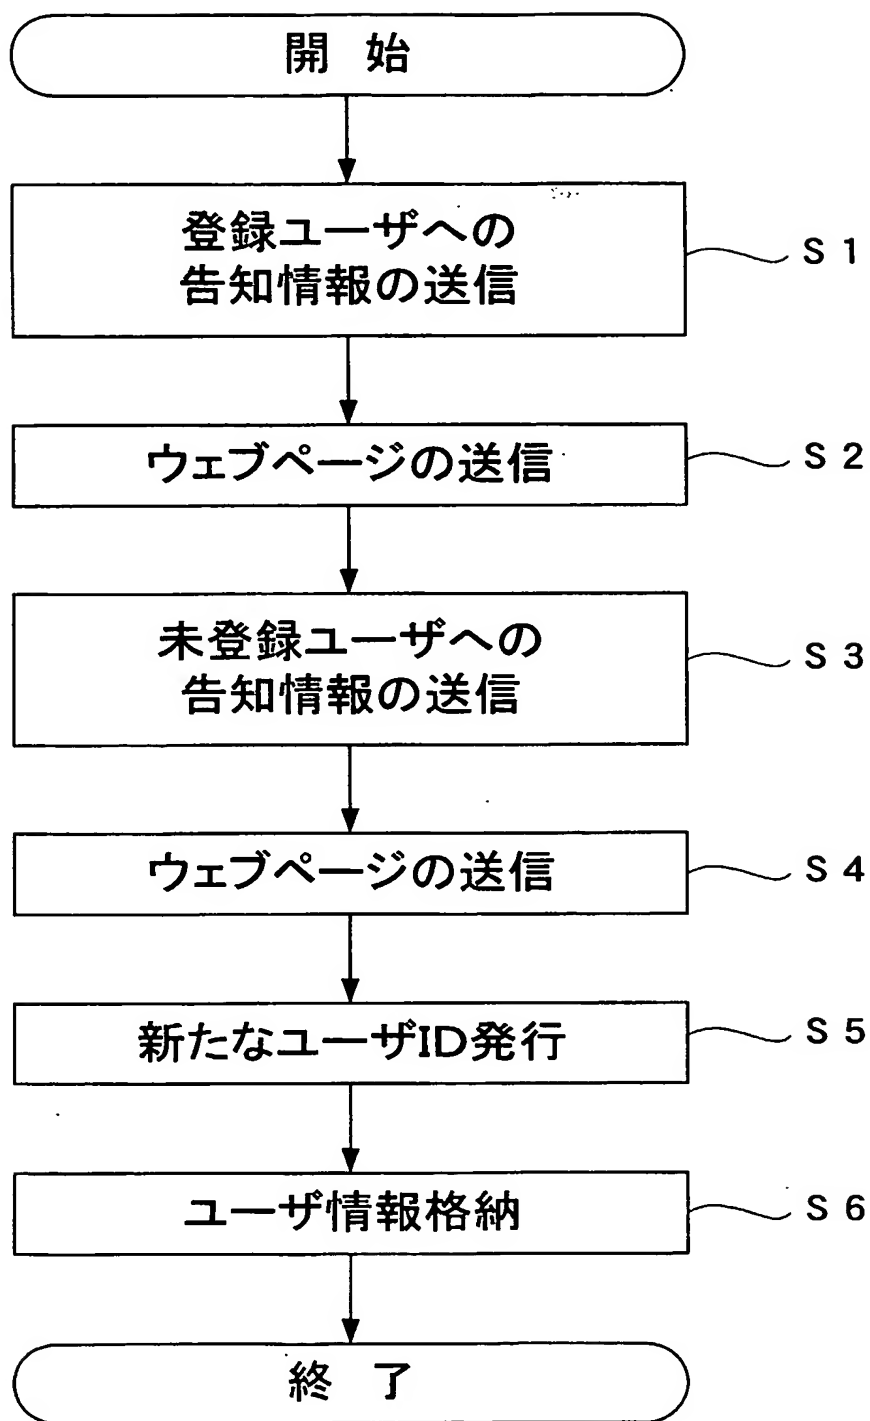 開 始
登録ユーザへの
告知情報の送信
S 1
ウェブページの送信
S 2
未登録ユーザへの
告知情報の送信
S 3
ウェブページの送信
S 4
新たなユーザID発行
S 5
ユーザ情報格納
S 6
終 了